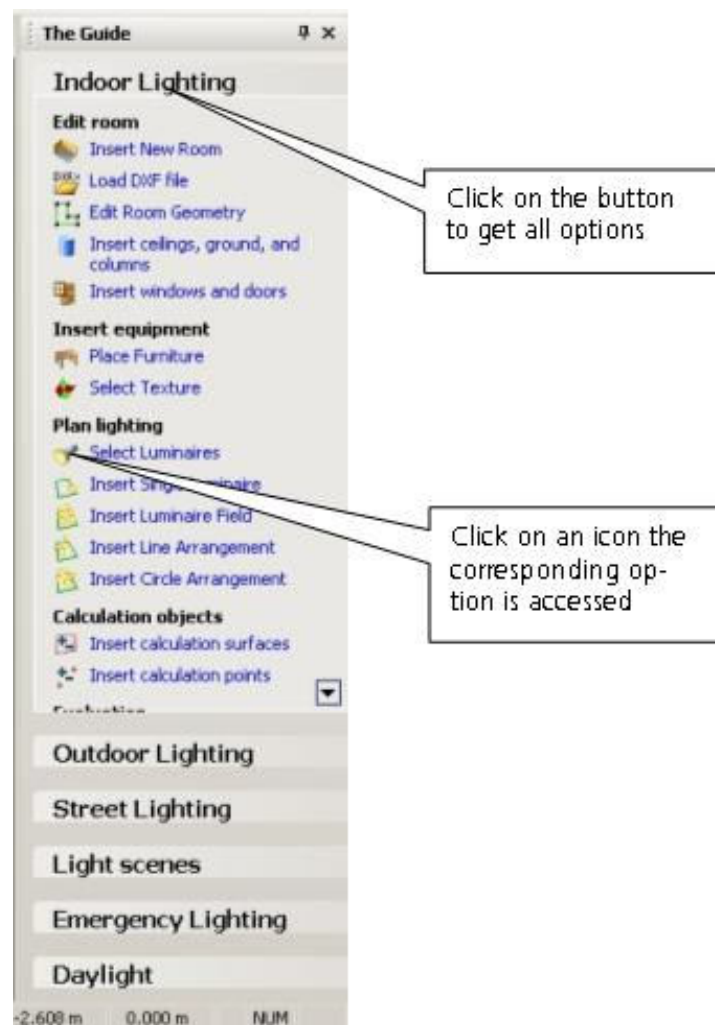 The Guide
Indoor Lighting
Edit room
Insert New Room
Load DXF file
Edit Room Geometry
Insert ceilings, ground, and
columns
Insert windows and doors
Insert equipment
Place Furniture
Select Texture
Plan lighting
Select Luminaires
Insert Single Luminaire
Insert Luminaire Field
Insert Line Arrangement
Insert Circle Arrangement
Calculation objects
Insert calculation surfaces
Insert calculation points
Outdoor Lighting
Street Lighting
Light scenes
Emergency Lighting
Daylight
-2.608 m 0.000 m NUM
Click on the button
to get all options
Click on an icon the
corresponding op-
tion is accessed